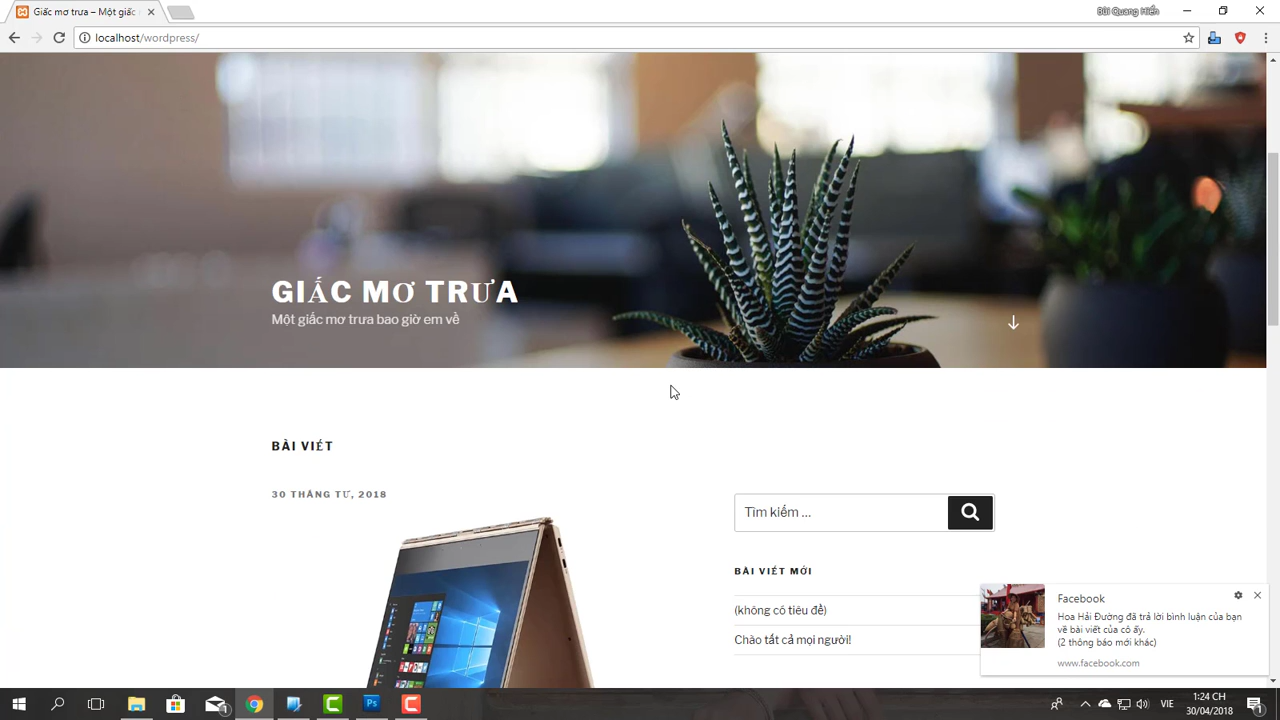 Giấc mơ trưa – Một giấc
Bùi Quang Hiển
localhost/wordpress/
GIẤC MƠ TRƯA
Một giấc mơ trưa bao giờ em về
BÀI VIẾT
30 THÁNG TƯ, 2018
Tìm kiếm …
BÀI VIẾT MỚI
(không có tiêu đề)
Chào tất cả mọi người!
Facebook
Hoa Hải Đường đã trả lời bình luận của bạn
về bài viết của cô ấy.
(2 thông báo mới khác)
www.facebook.com
1
Ps
VIE
1:24 CH
30/04/2018
1